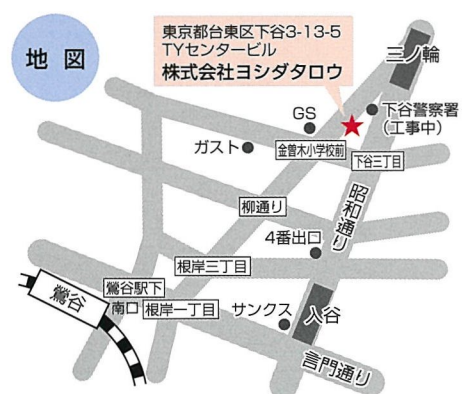 地図
東京都台東区下谷3-13-5
TYセンタービル
株式会社ヨシダタロウ
三ノ輪
下谷警察署
(工事中)
GS
ガスト
金曽木小学校前
下谷三丁目
昭和通り
柳通り
4番出口
根岸三丁目
鶯谷駅下
鶯谷
南口
根岸一丁目
サンクス
入谷
言門通り